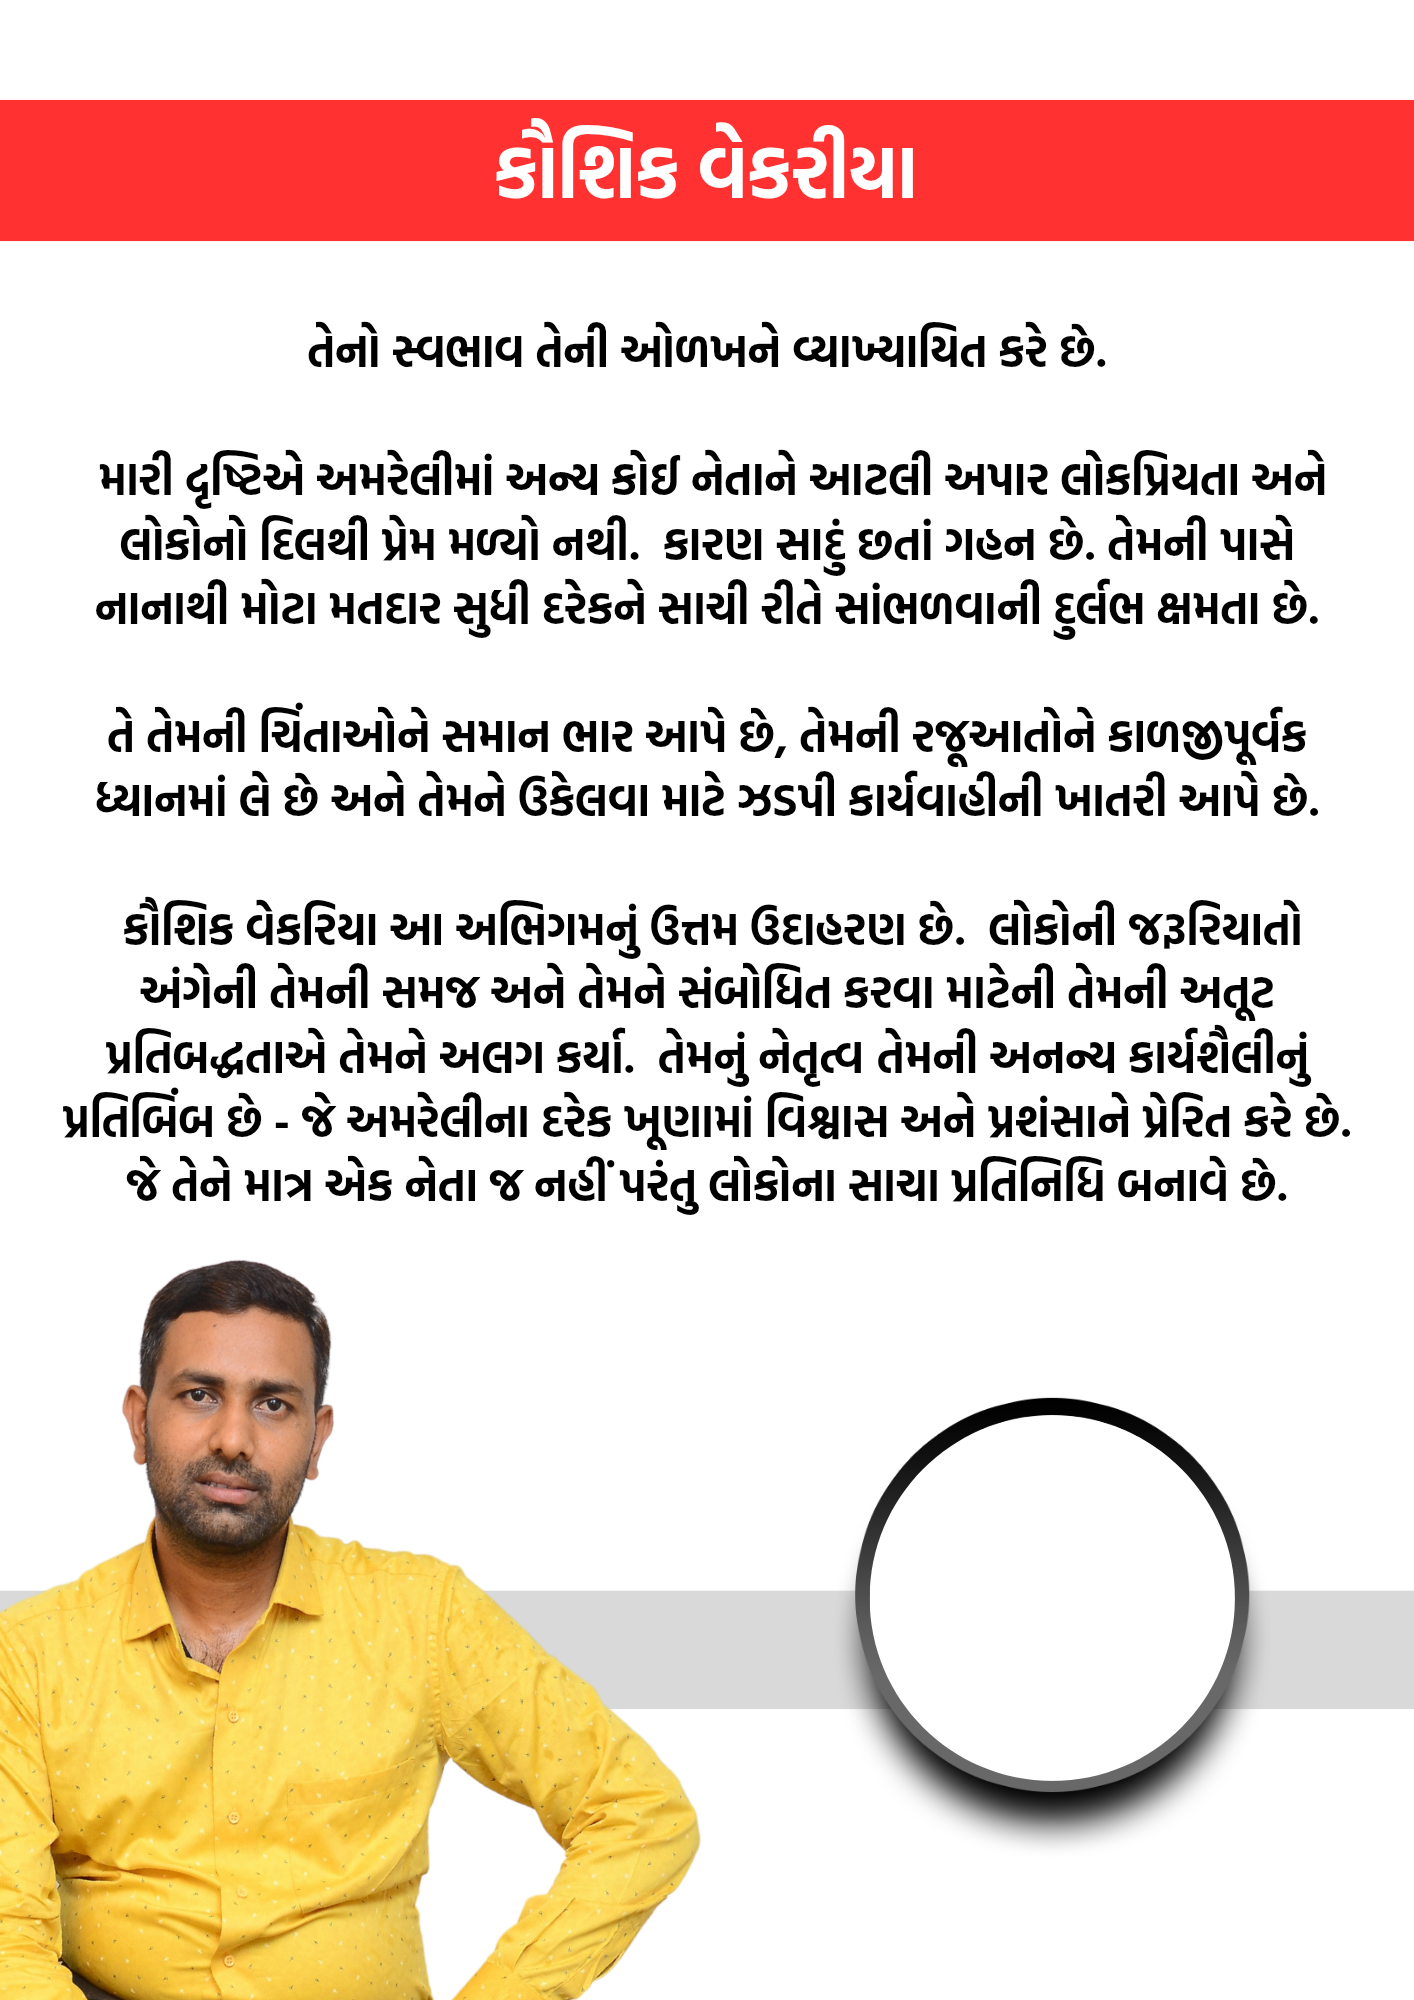 કૌશિક વેકરીયા
તેનો સ્વભાવ તેની ઓળખને વ્યાખ્યાયિત કરે છે.
મારી દૃષ્ટિએ અમરેલીમાં અન્ય કોઈ નેતાને આટલી અપાર લોકપ્રિયતા અને
લોકોનો દિલથી પ્રેમ મળ્યો નથી.  કારણ સાદું છતાં ગહન છે. તેમની પાસે
નાનાથી મોટા મતદાર સુધી દરેકને સાચી રીતે સાંભળવાની દુર્લભ ક્ષમતા છે.
તે તેમની ચિંતાઓને સમાન ભાર આપે છે, તેમની રજૂઆતોને કાળજીપૂર્વક
ધ્યાનમાં લે છે અને તેમને ઉકેલવા માટે ઝડપી કાર્યવાહીની ખાતરી આપે છે.
કૌશિક વેકરિયા આ અભિગમનું ઉત્તમ ઉદાહરણ છે.  લોકોની જરૂરિયાતો
અંગેની તેમની સમજ અને તેમને સંબોધિત કરવા માટેની તેમની અતૂટ
પ્રતિબદ્ધતાએ તેમને અલગ કર્યા.  તેમનું નેતૃત્વ તેમની અનન્ય કાર્યશૈલીનું
પ્રતિબિંબ છે - જે અમરેલીના દરેક ખૂણામાં વિશ્વાસ અને પ્રશંસાને પ્રેરિત કરે છે.
જે તેને માત્ર એક નેતા જ નહીં પરંતુ લોકોના સાચા પ્રતિનિધિ બનાવે છે.